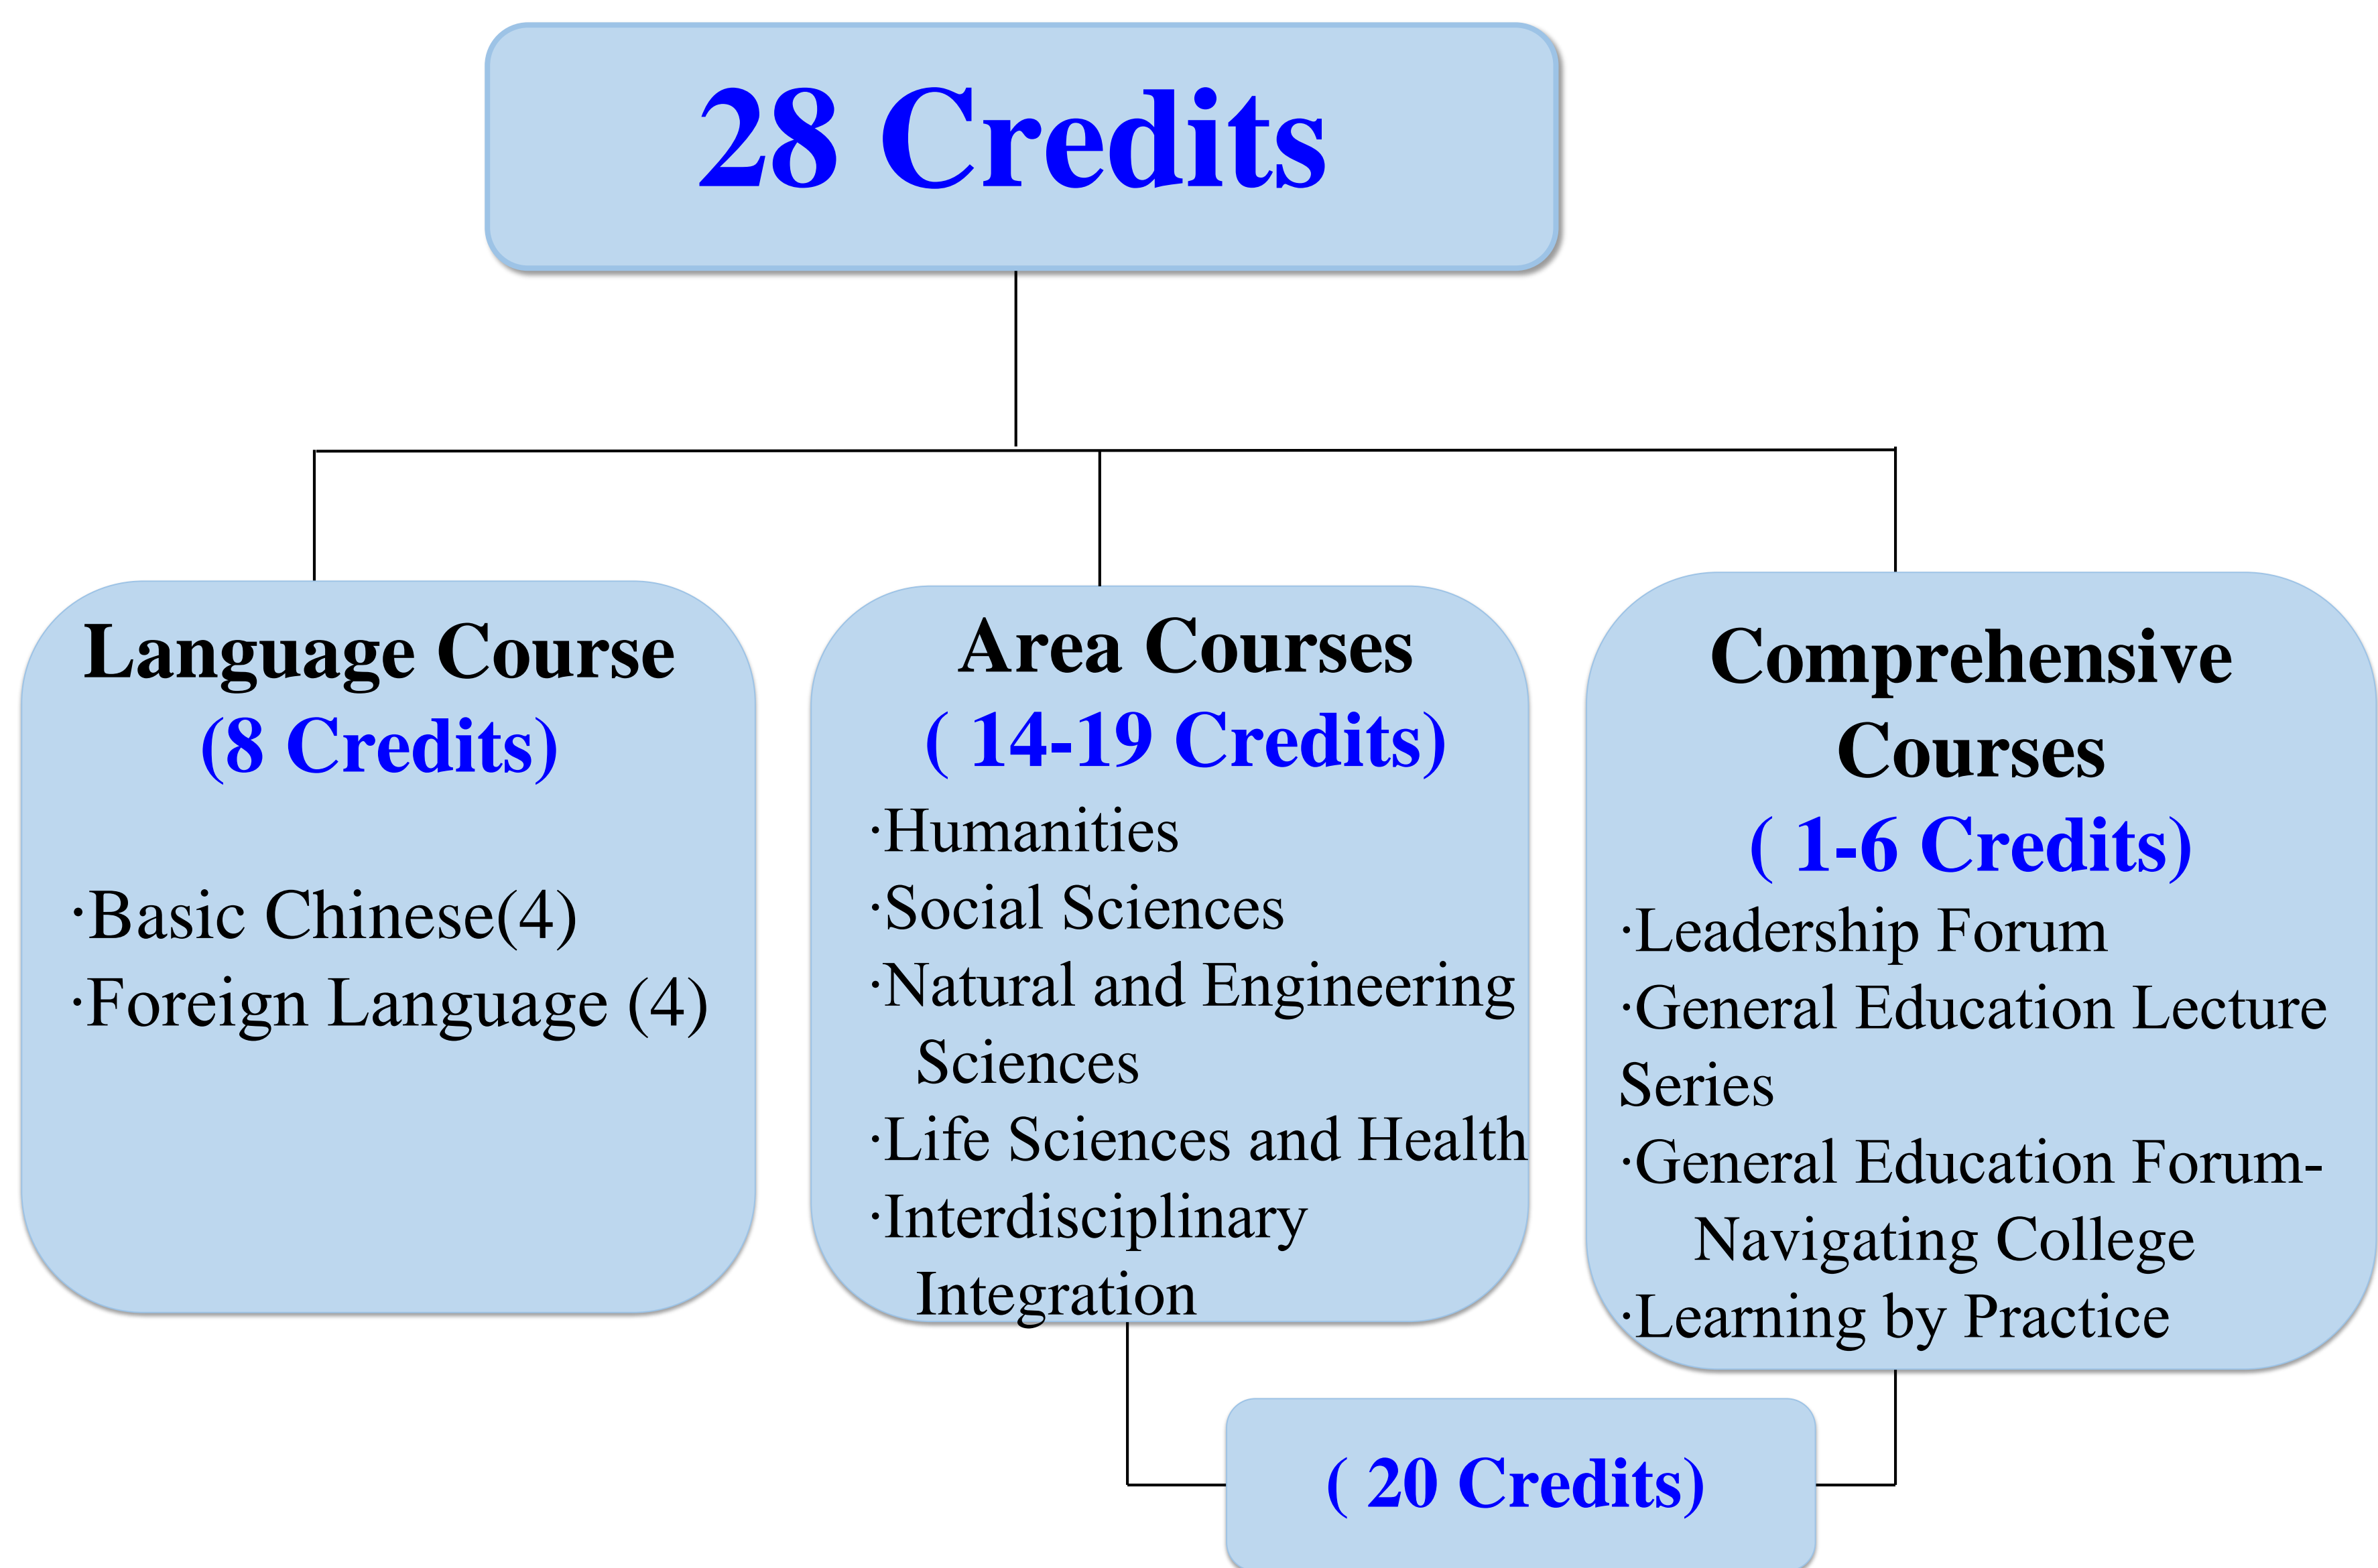 28 Credits
Language Course
(8 Credits)
·Basic Chinese(4)
·Foreign Language (4)
Area Courses
( 14-19 Credits)
·Humanities
·Social Sciences
·Natural and Engineering
Sciences
·Life Sciences and Health
·Interdisciplinary
Integration
Comprehensive
Courses
( 1-6 Credits)
·Leadership Forum
·General Education Lecture
Series
·General Education Forum-
Navigating College
·Learning by Practice
( 20 Credits)